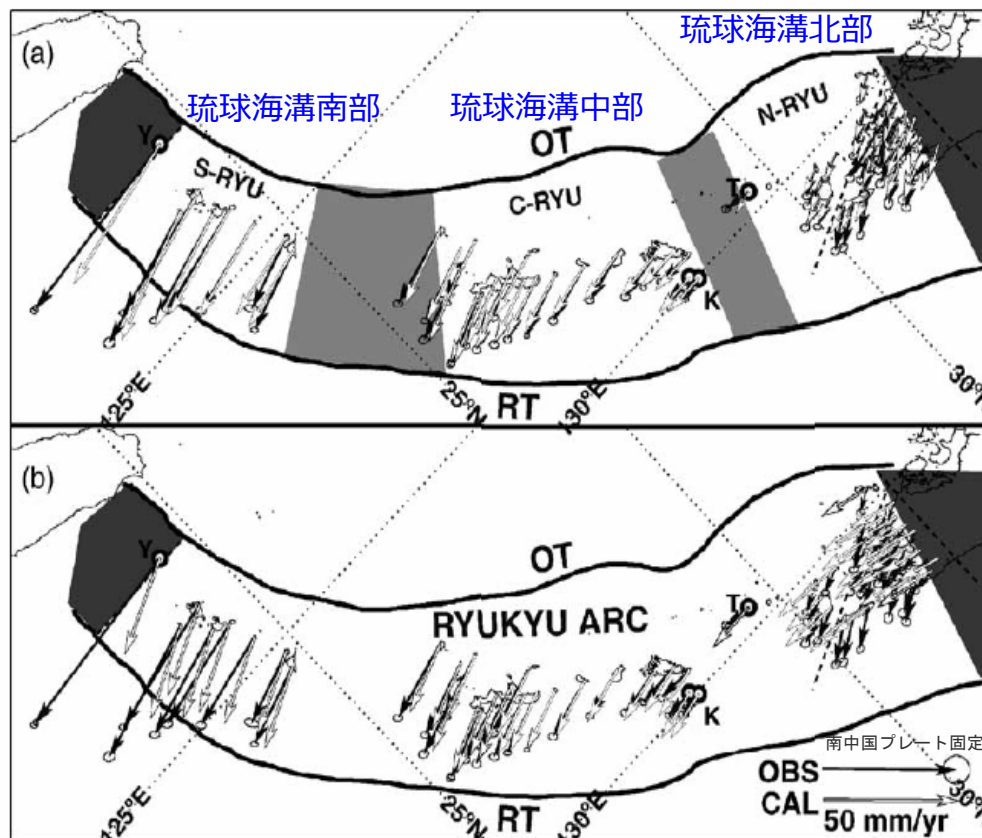 (a)
琉球海溝北部
琉球海溝南部
琉球海溝中部
Y
S-RYU
OT
C-RYU
N-RYU
T
K
125°E
25°N
RT
130°E
30°N
(b)
Y
OT
RYUKYU ARC
T
K
125°E
25°N
RT
130°E
30°N
南中国プレート固定
OBS
CAL
50 mm/yr